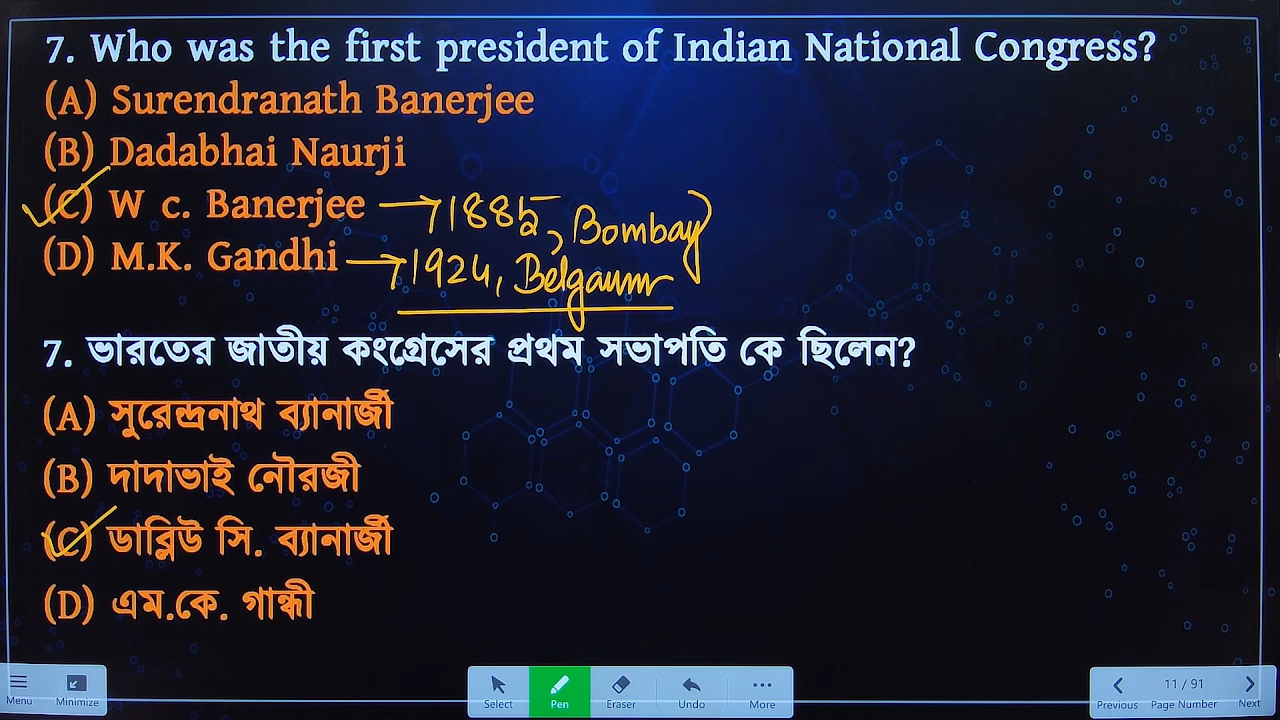 7. Who was the first president of Indian National Congress?
(A) Surendranath Banerjee
(B) Dadabhai Naurji
(C) W c. Banerjee → 1885, Bombay
(D) M.K. Gandhi → 1924, Belgaum
7. ভারতের জাতীয় কংগ্রেসের প্রথম সভাপতি কে ছিলেন?
(A) সুরেন্দ্রনাথ ব্যানার্জী
(B) দাদাভাই নৌরজী
(C) ডাব্লিউ সি. ব্যানার্জী
(D) এম.কে. গান্ধী
Menu Minimize Select Pen Eraser Undo More Previous 11 / 91 Page Number Next